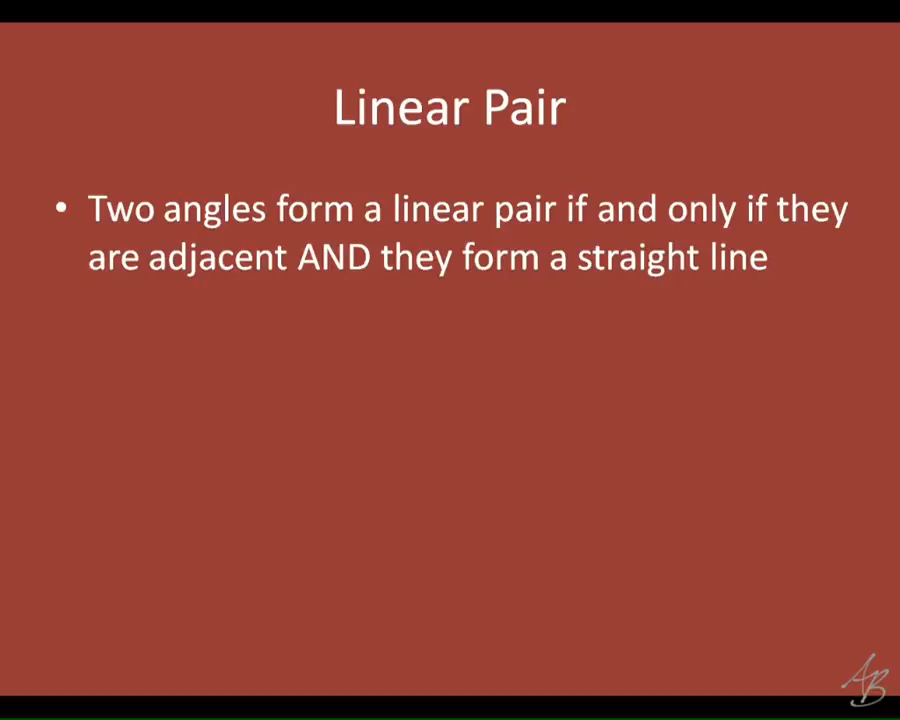 Linear Pair
• Two angles form a linear pair if and only if they
are adjacent AND they form a straight line
AB